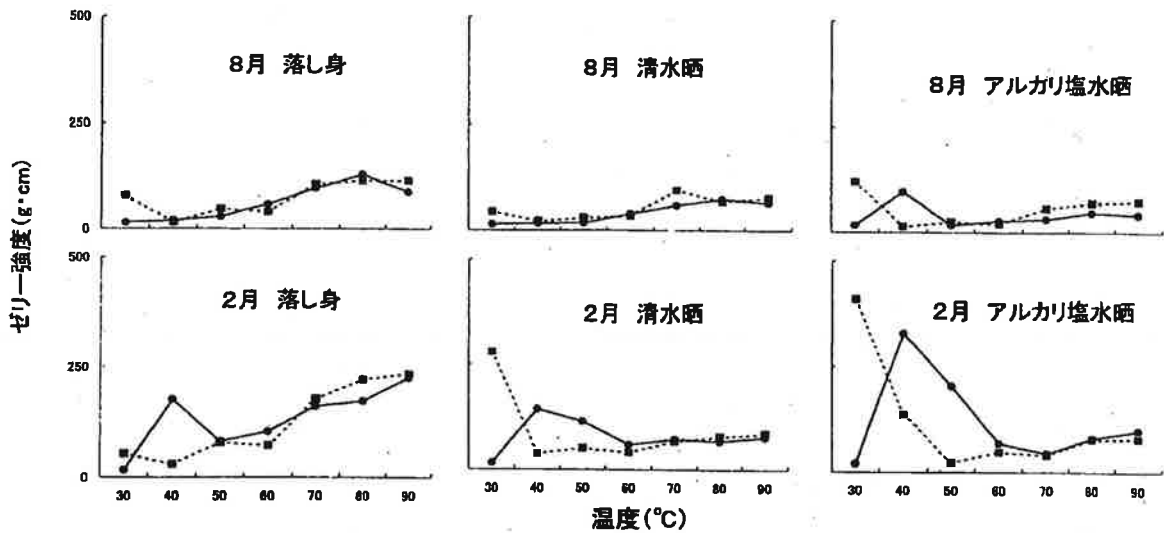 500
250
0
8月 落し身
8月 清水晒
8月 アルカリ塩水晒
ゼリー強度(g・cm)
500
250
0
2月 落し身
2月 清水晒
2月 アルカリ塩水晒
30 40 50 60 70 80 90
30 40 50 60 70 80 90
30 40 50 60 70 80 90
温度(℃)